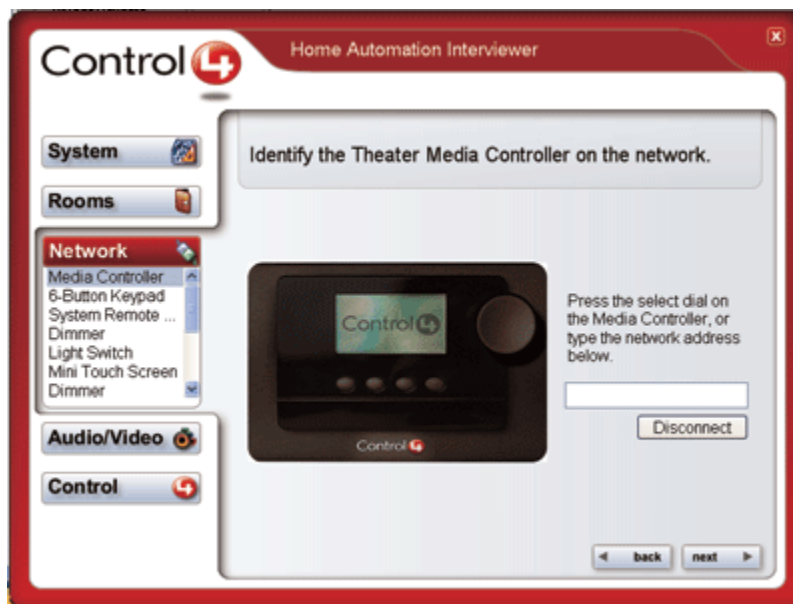 Control4
Home Automation Interviewer
System
Rooms
Network
Media Controller
6-Button Keypad
System Remote ...
Dimmer
Light Switch
Mini Touch Screen
Dimmer
Audio/Video
Control
Identify the Theater Media Controller on the network.
Control4
Control4
Press the select dial on
the Media Controller, or
type the network address
below.
Disconnect
back
next